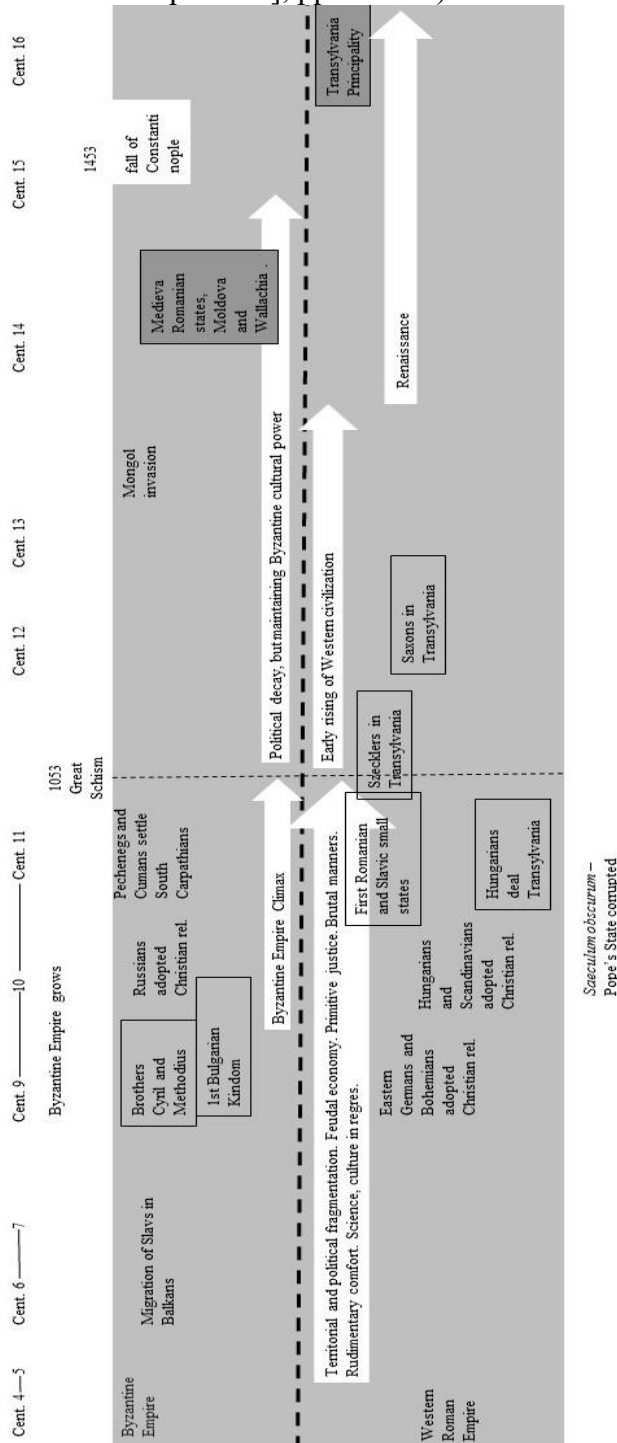 Cent. 4—5
Cent. 6 ——7
Cent. 9 ———10 ——— Cent. 11
Cent. 12
Cent. 13
Cent. 14
Cent. 15
Cent. 16
Byzantine Empire grows
1053
Great
Schism
1453
Byzantine
Empire
Migration of Slavs in
Balkans
Brothers
Cyril and
Methodius
1st Bulgarian
Kindom
Russians
adopted
Christian rel.
Pechenegs and
Cumans settle
South
Carpathians
Mongol
invasion
Medieva
Romanian
states,
Moldova
and
Wallachia .
fall of
Constanti
nople
Byzantine Empire Climax
Political decay, but maintaining Byzantine cultural power
Territorial and political fragmentation. Feudal economy. Primitive justice. Brutal manners.
Rudimentary comfort. Science, culture in regres.
Early rising of Western civilization
Transylvania
Principality
Renaissance
First Romanian
and Slavic small
states
Szecklers in
Transylvania
Saxons in
Transylvania
Western
Roman
Empire
Eastern
Germans and
Bohemians
adopted
Christian rel.
Hungarians
and
Scandinavians
adopted
Christian rel.
Hungarians
deal
Transylvania
Saeculum obscurum –
Pope's State corrupted